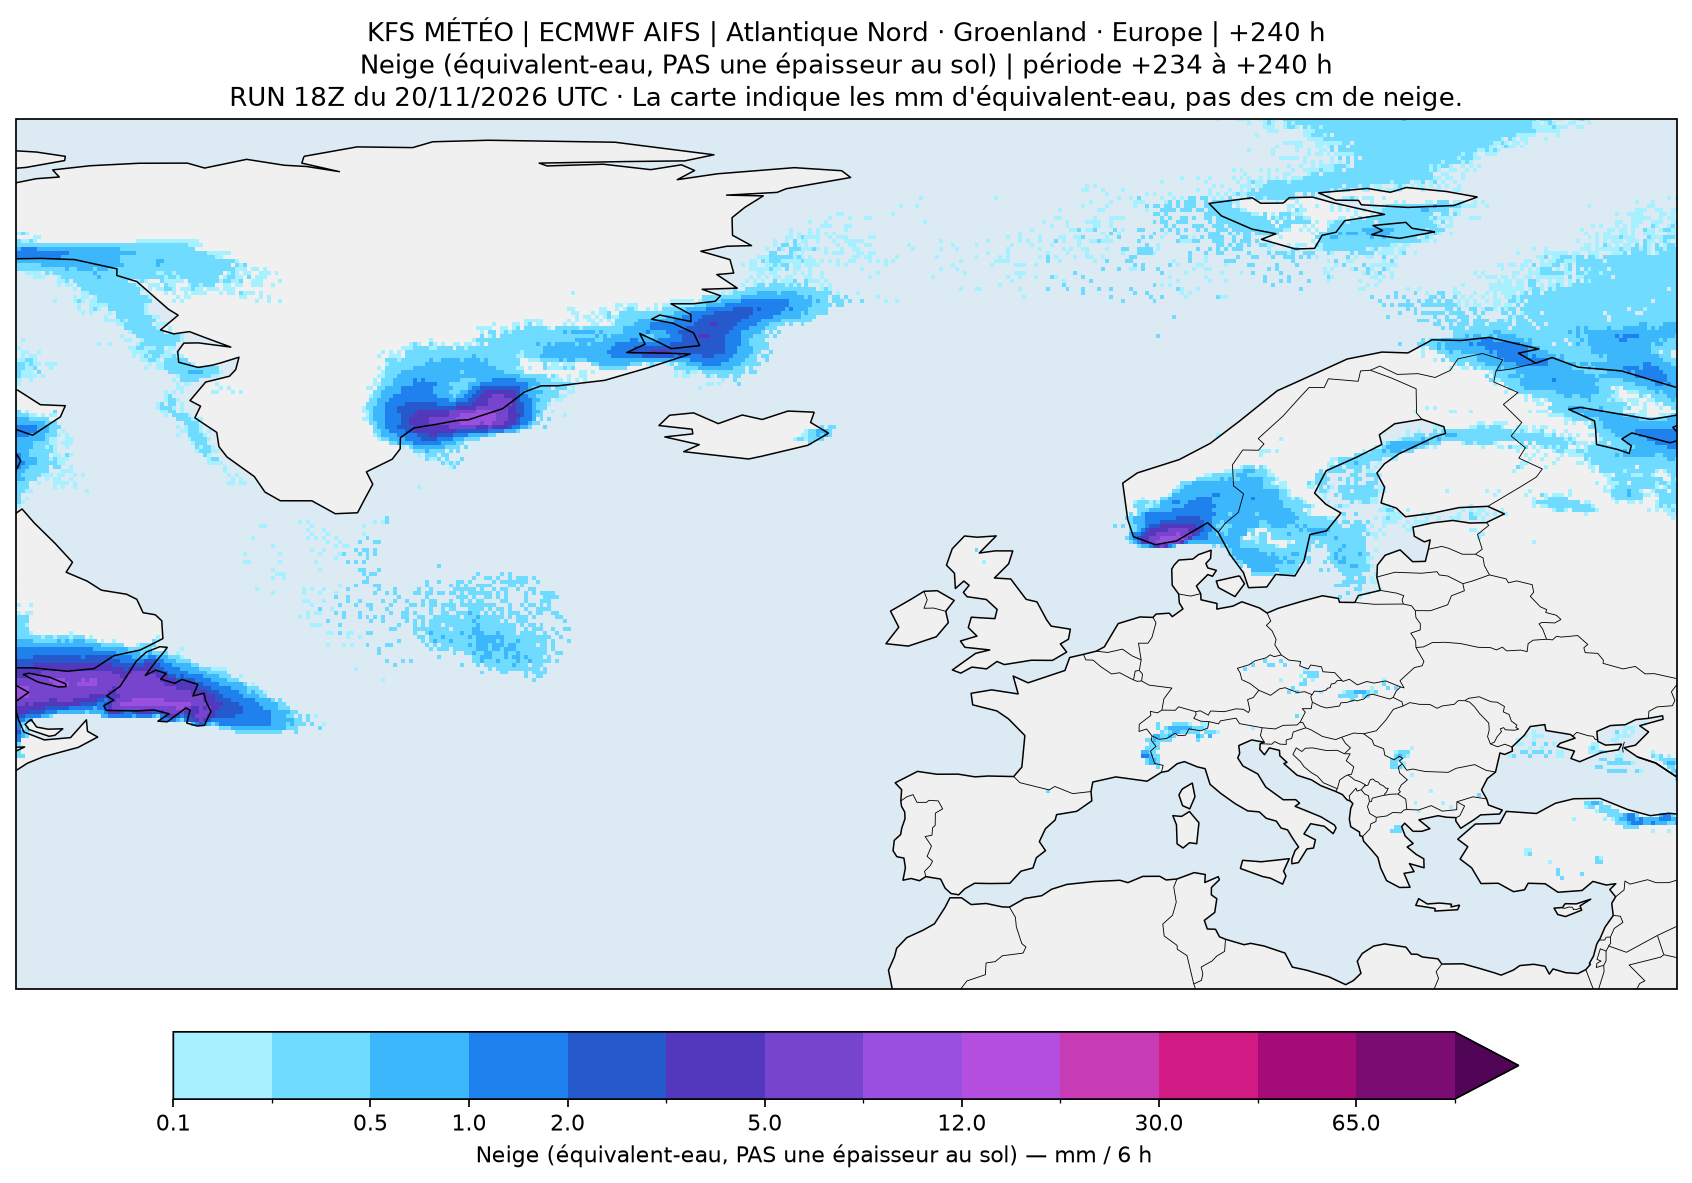 KFS MÉTÉO | ECMWF AIFS | Atlantique Nord · Groenland · Europe | +240 h
Neige (équivalent-eau, PAS une épaisseur au sol) | période +234 à +240 h
RUN 18Z du 20/11/2026 UTC · La carte indique les mm d'équivalent-eau, pas des cm de neige.
0.1 0.5 1.0 2.0 5.0 12.0 30.0 65.0
Neige (équivalent-eau, PAS une épaisseur au sol) — mm / 6 h